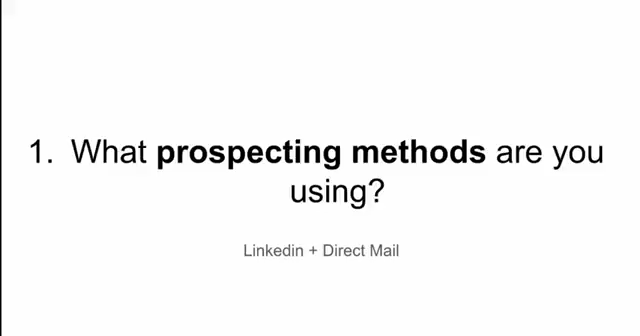 1. What prospecting methods are you
using?
Linkedin + Direct Mail